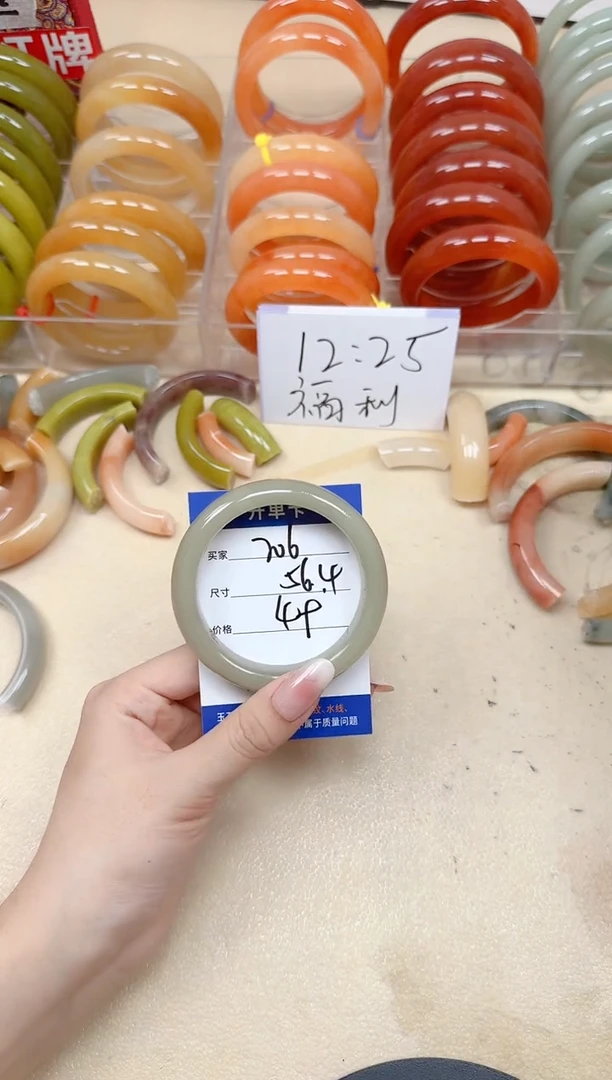 牌
12:25
福利
开单卡
买家 206
尺寸 56.4
价格 49
纹、水线,
属于质量问题